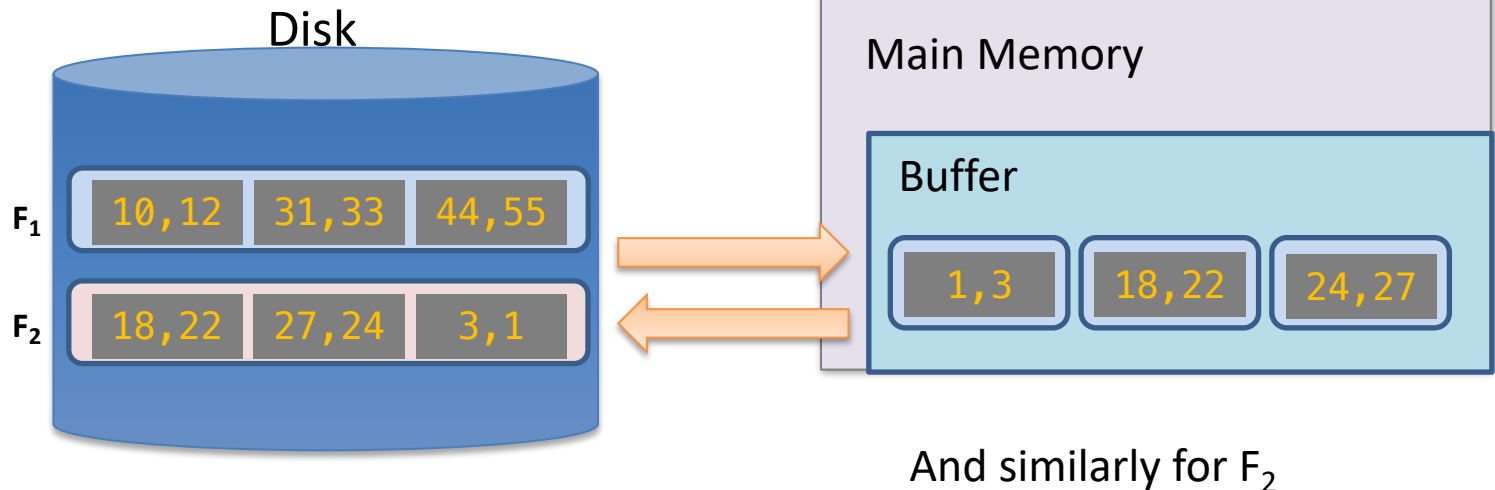 Disk
F₁
10,12 31,33 44,55
F₂
18,22 27,24 3,1
Main Memory
Buffer
1,3 18,22 24,27
And similarly for F₂